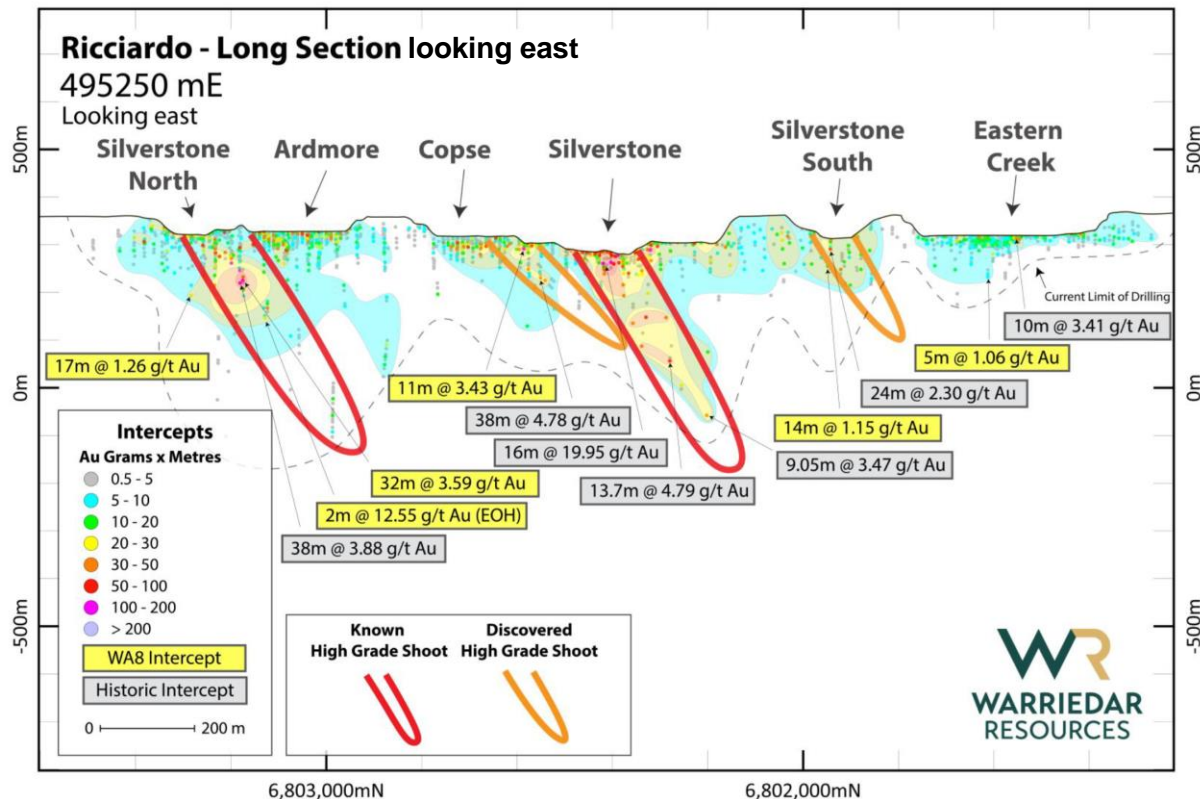 Ricciardo - Long Section looking east
495250 mE
Looking east
Silverstone
North
Ardmore
Copse
Silverstone
Silverstone
South
Eastern
Creek
500m
500m
0m
0m
-500m
-500m
Current Limit of Drilling
10m @ 3.41 g/t Au
17m @ 1.26 g/t Au
5m @ 1.06 g/t Au
11m @ 3.43 g/t Au
24m @ 2.30 g/t Au
38m @ 4.78 g/t Au
14m @ 1.15 g/t Au
16m @ 19.95 g/t Au
9.05m @ 3.47 g/t Au
32m @ 3.59 g/t Au
13.7m @ 4.79 g/t Au
2m @ 12.55 g/t Au (EOH)
38m @ 3.88 g/t Au
Intercepts
Au Grams x Metres
0.5 - 5
5 - 10
10 - 20
20 - 30
30 - 50
50 - 100
100 - 200
> 200
WA8 Intercept
Historic Intercept
0 200 m
Known
High Grade Shoot
Discovered
High Grade Shoot
WR
WARRIEDAR
RESOURCES
6,803,000mN
6,802,000mN